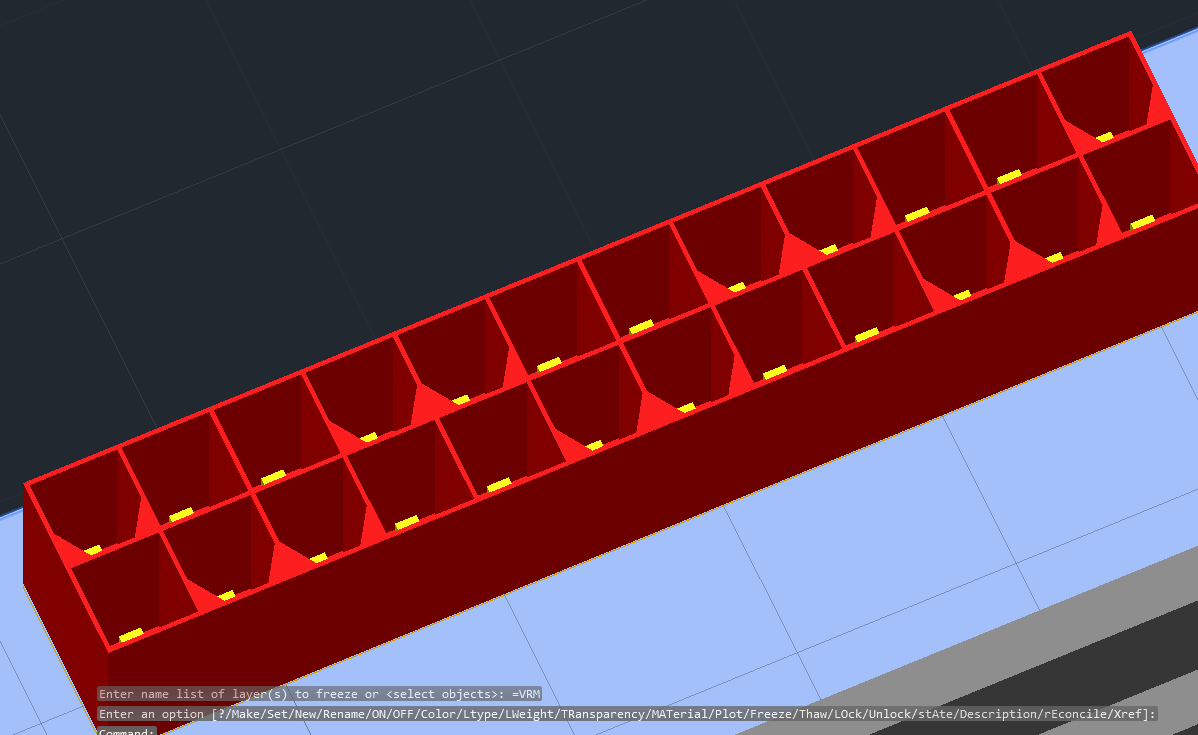 Enter name list of layer(s) to freeze or <select objects>: =VRM
Enter an option [?/Make/Set/New/Rename/ON/OFF/Color/Ltype/LWeight/TRansparency/MATerial/Plot/Freeze/Thaw/LOck/Unlock/stAte/Description/rEconcile/Xref]:
Command: